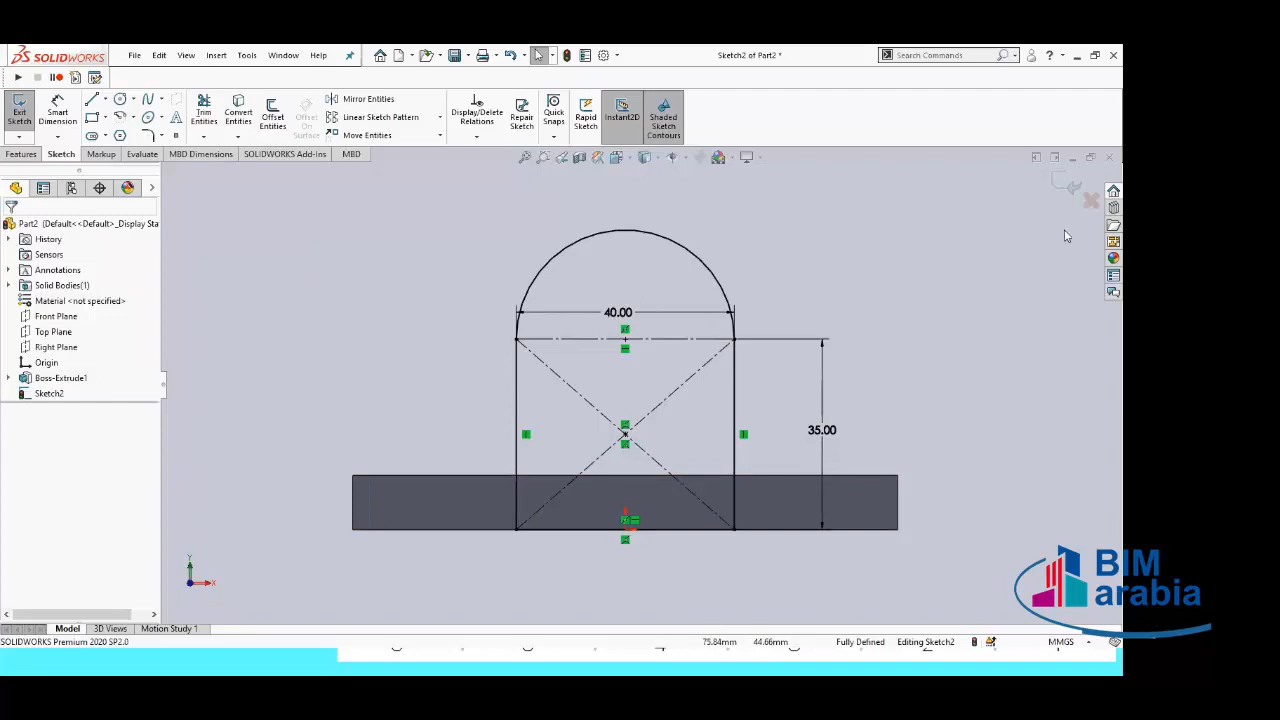 SOLIDWORKS
File
Edit
View
Insert
Tools
Window
Help
Sketch2 of Part2 *
Search Commands
Exit Sketch
Smart Dimension
Trim Entities
Convert Entities
Offset Entities
Offset On Surface
Mirror Entities
Linear Sketch Pattern
Move Entities
Display/Delete Relations
Repair Sketch
Quick Snaps
Rapid Sketch
Instant2D
Shaded Sketch Contours
Features
Sketch
Markup
Evaluate
MBD Dimensions
SOLIDWORKS Add-Ins
MBD
Part2 (Default<<Default>_Display Sta
History
Sensors
Annotations
Solid Bodies(1)
Material <not specified>
Front Plane
Top Plane
Right Plane
Origin
Boss-Extrude1
Sketch2
40.00
35.00
Y
X
BIM
arabia
Model
3D Views
Motion Study 1
SOLIDWORKS Premium 2020 SP2.0
75.84mm
44.66mm
Fully Defined
Editing Sketch2
MMGS